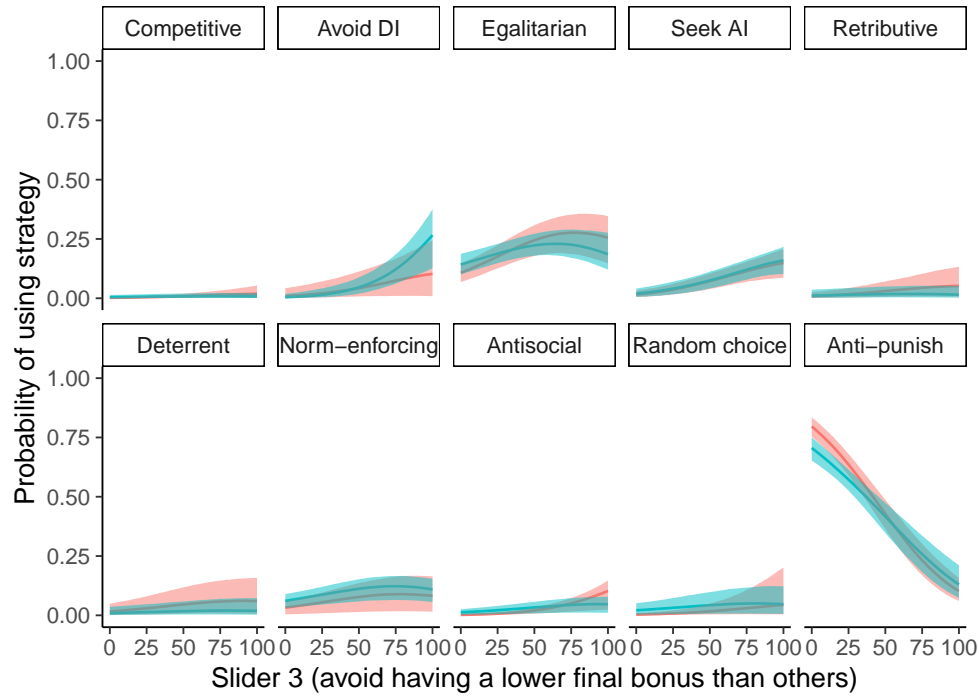 Competitive Avoid DI Egalitarian Seek AI Retributive
1.00
0.75
0.50
0.25
0.00
Deterrent Norm−enforcing Antisocial Random choice Anti−punish
1.00
0.75
0.50
0.25
0.00
0 25 50 75 100 0 25 50 75 100 0 25 50 75 100 0 25 50 75 100 0 25 50 75 100
Slider 3 (avoid having a lower final bonus than others)
Probability of using strategy